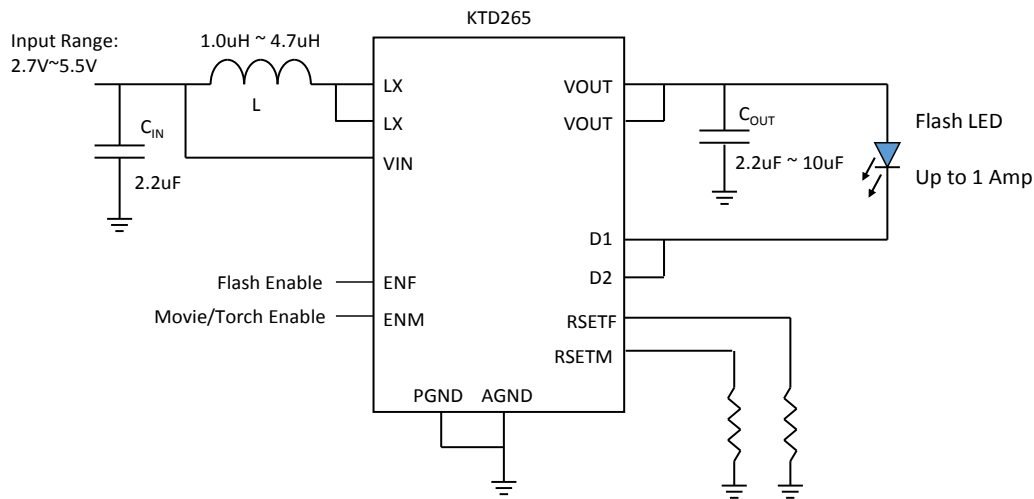 KTD265
Input Range:
2.7V~5.5V
1.0uH ~ 4.7uH
L
C_IN
2.2uF
LX
LX
VIN
VOUT
VOUT
C_OUT
2.2uF ~ 10uF
Flash LED
Up to 1 Amp
D1
D2
Flash Enable
ENF
Movie/Torch Enable
ENM
RSETF
RSETM
PGND AGND